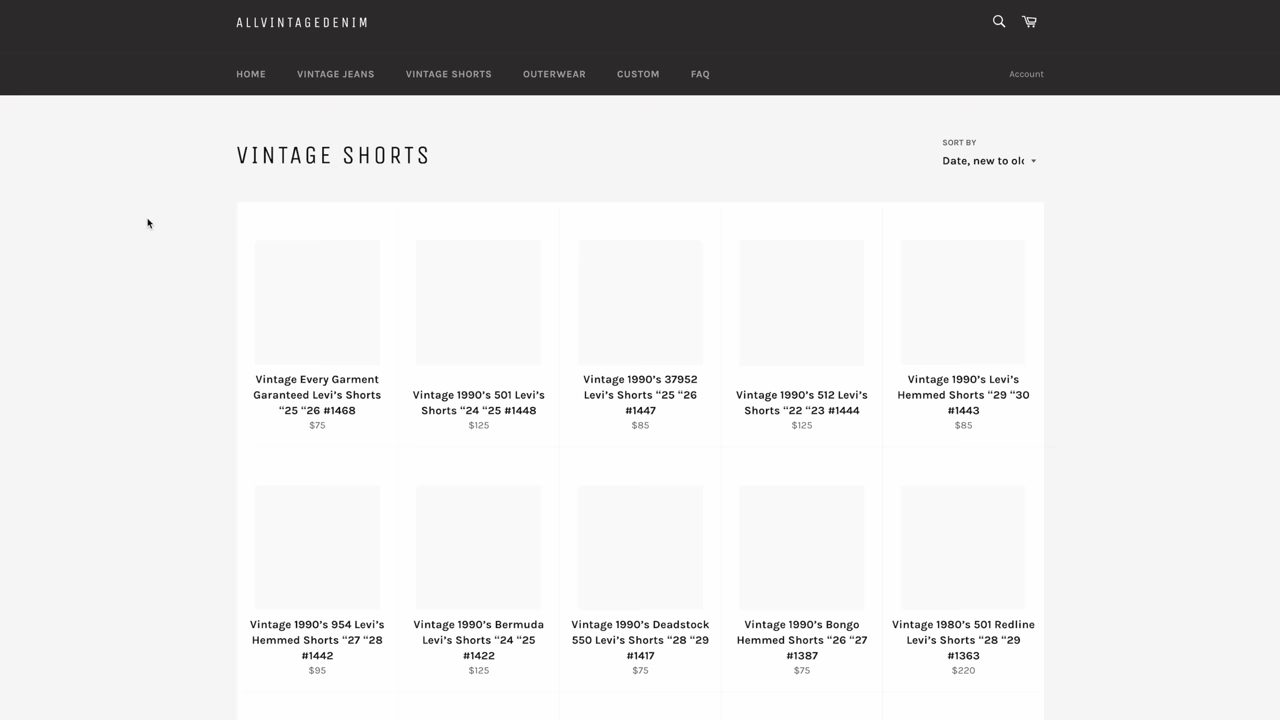 ALLVINTAGEDENIM
HOME VINTAGE JEANS VINTAGE SHORTS OUTERWEAR CUSTOM FAQ Account
VINTAGE SHORTS
SORT BY
Date, new to old
Vintage Every Garment
Garanteed Levi’s Shorts
“25 “26 #1468
$75
Vintage 1990’s 501 Levi’s
Shorts “24 “25 #1448
$125
Vintage 1990’s 37952
Levi’s Shorts “25 “26
#1447
$85
Vintage 1990’s 512 Levi’s
Shorts “22 “23 #1444
$125
Vintage 1990’s Levi’s
Hemmed Shorts “29 “30
#1443
$85
Vintage 1990’s 954 Levi’s
Hemmed Shorts “27 “28
#1442
$95
Vintage 1990’s Bermuda
Levi’s Shorts “24 “25
#1422
$125
Vintage 1990’s Deadstock
550 Levi’s Shorts “28 “29
#1417
$75
Vintage 1990’s Bongo
Hemmed Shorts “26 “27
#1387
$75
Vintage 1980’s 501 Redline
Levi’s Shorts “28 “29
#1363
$220